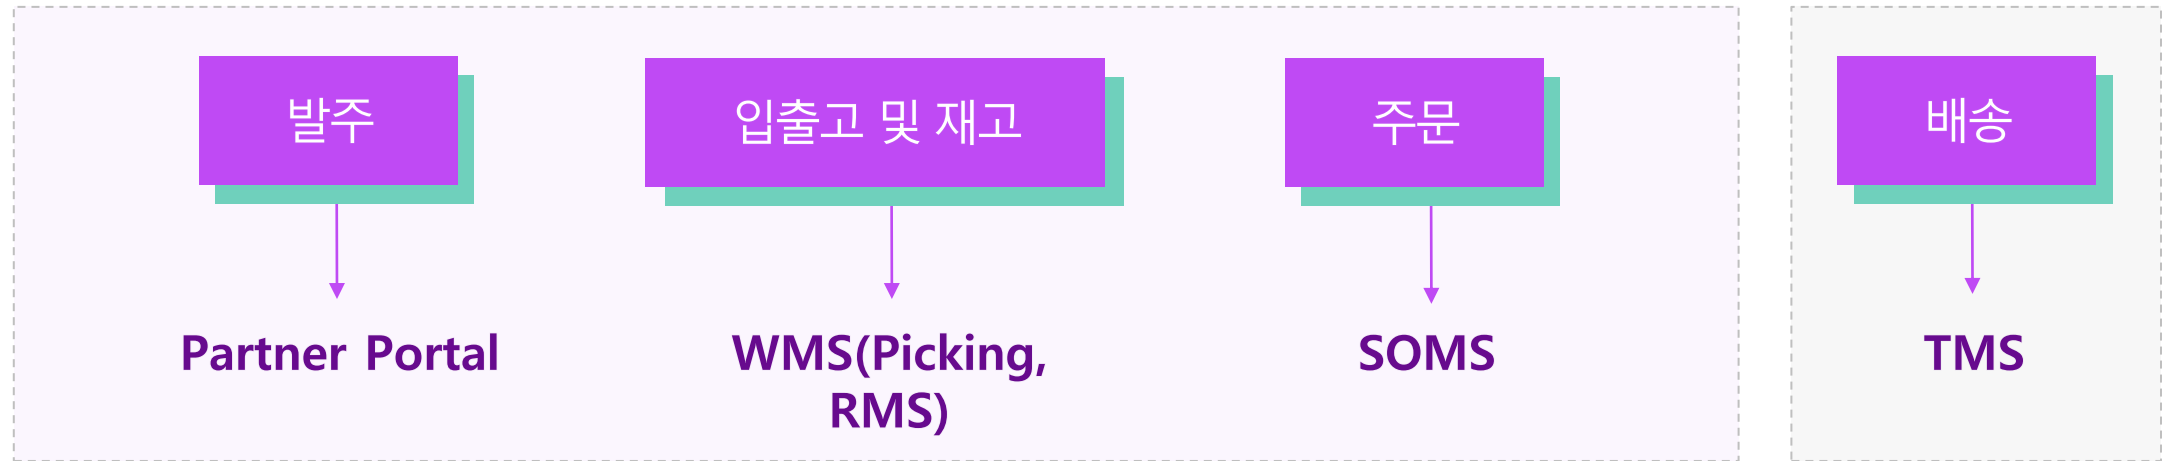 발주
입출고 및 재고
주문
배송
Partner Portal
WMS(Picking,
RMS)
SOMS
TMS